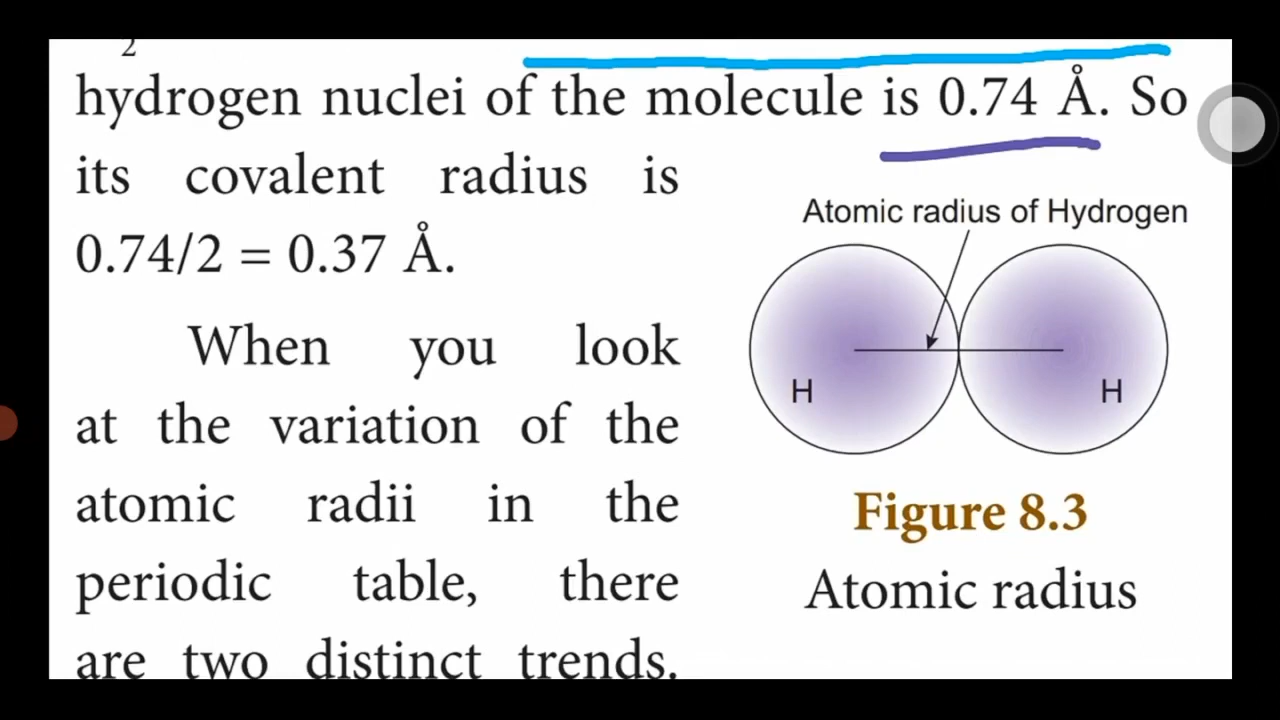 2
hydrogen nuclei of the molecule is 0.74 Å. So
its covalent radius is
0.74/2 = 0.37 Å.
When you look
at the variation of the
atomic radii in the
periodic table, there
are two distinct trends.
Atomic radius of Hydrogen
H H
Figure 8.3
Atomic radius